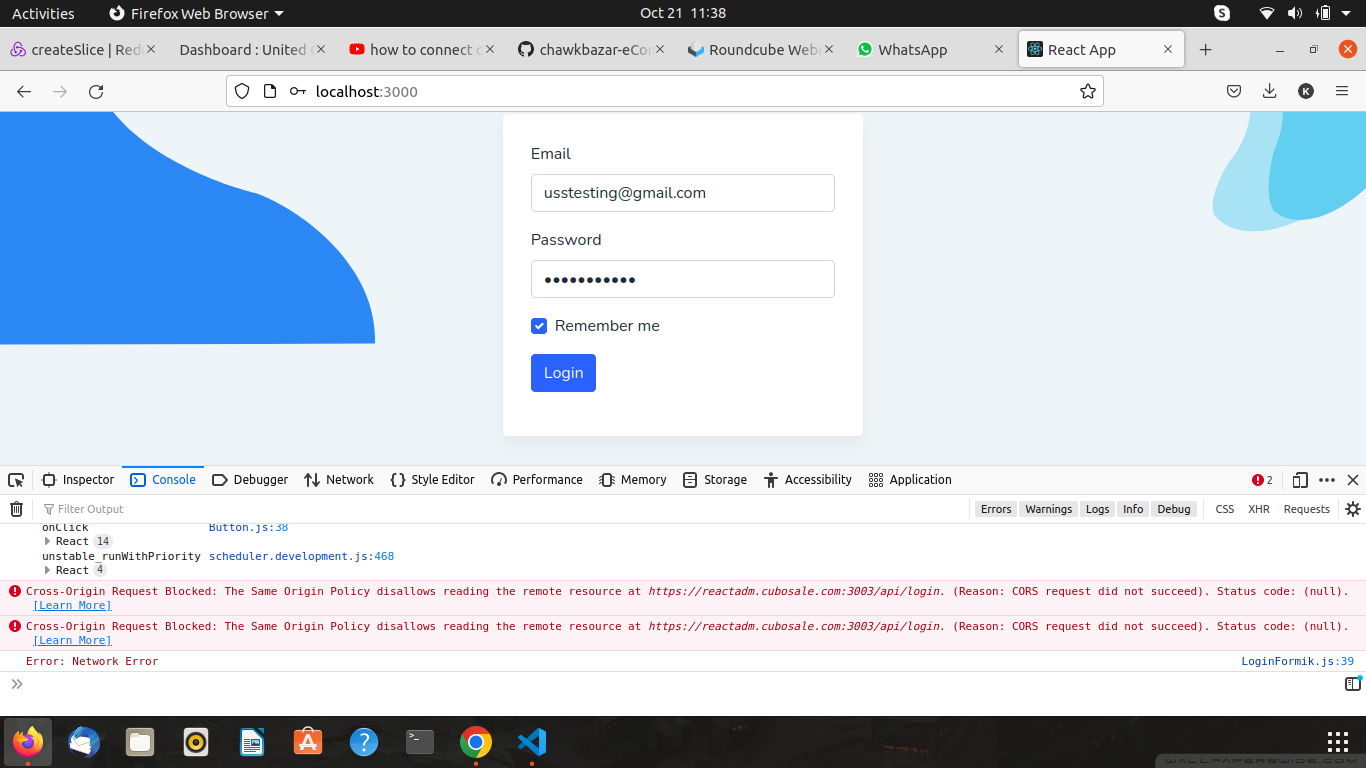 Activities Firefox Web Browser Oct 21 11:38
createSlice | Red Dashboard : United how to connect chawkbazar-eCor Roundcube Web WhatsApp React App
K
localhost:3000
Email
usstesting@gmail.com
Password
Remember me
Login
Inspector Console Debugger Network Style Editor Performance Memory Storage Accessibility Application 2
Filter Output Errors Warnings Logs Info Debug CSS XHR Requests
onClick Button.js:38
React 14
unstable_runWithPriority scheduler.development.js:468
React 4
Cross-Origin Request Blocked: The Same Origin Policy disallows reading the remote resource at https://reactadm.cubosale.com:3003/api/login. (Reason: CORS request did not succeed). Status code: (null).
[Learn More]
Cross-Origin Request Blocked: The Same Origin Policy disallows reading the remote resource at https://reactadm.cubosale.com:3003/api/login. (Reason: CORS request did not succeed). Status code: (null).
[Learn More]
Error: Network Error LoginFormik.js:39